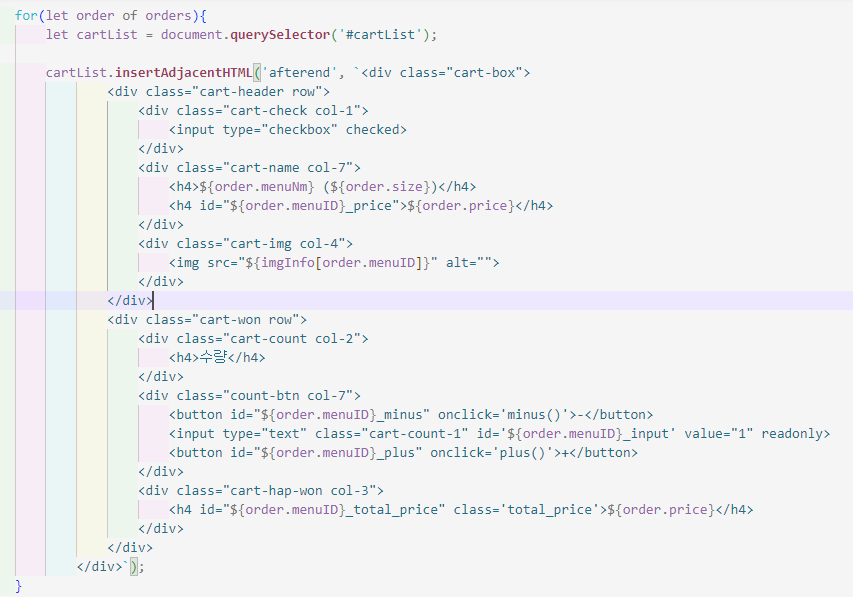 for(let order of orders){
    let cartList = document.querySelector('#cartList');

    cartList.insertAdjacentHTML('afterend', `<div class="cart-box">
            <div class="cart-header row">
                <div class="cart-check col-1">
                    <input type="checkbox" checked>
                </div>
                <div class="cart-name col-7">
                    <h4>${order.menuNm} (${order.size})</h4>
                    <h4 id="${order.menuID}_price">${order.price}</h4>
                </div>
                <div class="cart-img col-4">
                    <img src="${imgInfo[order.menuID]}" alt="">
                </div>
            </div>
            <div class="cart-won row">
                <div class="cart-count col-2">
                    <h4>수량</h4>
                </div>
                <div class="count-btn col-7">
                    <button id="${order.menuID}_minus" onclick='minus()'>-</button>
                    <input type="text" class="cart-count-1" id='${order.menuID}_input' value="1" readonly>
                    <button id="${order.menuID}_plus" onclick='plus()'>+</button>
                </div>
                <div class="cart-hap-won col-3">
                    <h4 id="${order.menuID}_total_price" class='total_price'>${order.price}</h4>
                </div>
            </div>
        </div>`);
}